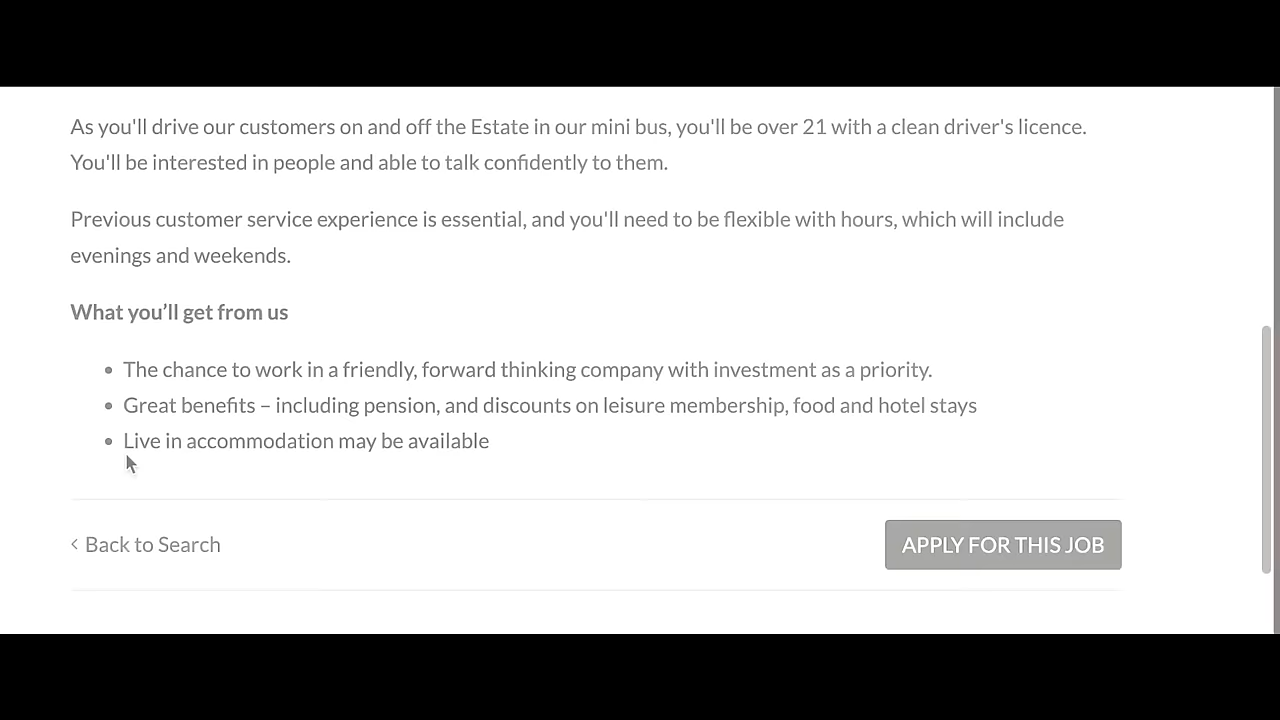 As you'll drive our customers on and off the Estate in our mini bus, you'll be over 21 with a clean driver's licence.
You'll be interested in people and able to talk confidently to them.
Previous customer service experience is essential, and you'll need to be flexible with hours, which will include
evenings and weekends.
What you’ll get from us
• The chance to work in a friendly, forward thinking company with investment as a priority.
• Great benefits – including pension, and discounts on leisure membership, food and hotel stays
• Live in accommodation may be available
< Back to Search
APPLY FOR THIS JOB